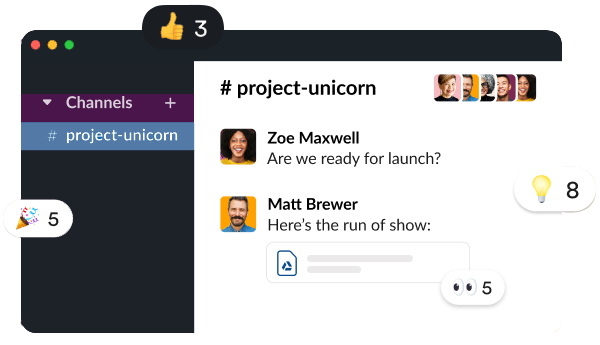 👍 3
Channels +
# project-unicorn
# project-unicorn
Zoe Maxwell
Are we ready for launch?
Matt Brewer
Here’s the run of show:
🎉 5
💡 8
👀 5